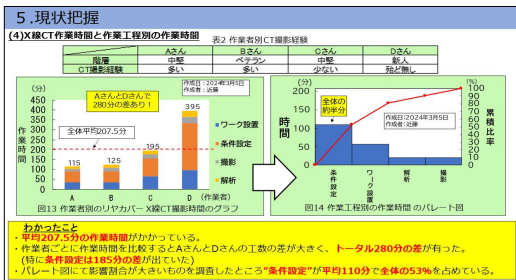 5.現状把握
(4)X線CT作業時間と作業工程別の作業時間
表2 作業者別CT撮影経験
Aさん Bさん Cさん Dさん
階層 中堅 ベテラン 中堅 新人
CT撮影経験 多い 多い 少ない 殆ど無し
(分)
AさんとDさんで
280分の差あり！
作成日:2024年3月5日
作成者:近藤
作業時間
450
400
350
300
250
200
150
100
50
0
全体平均207.5分
115
125
195
395
ワーク設置
条件設定
撮影
解析
A B C D (作業者)
図13 作業者別のリヤカバー X線CT撮影時間のグラフ
(分)
時間
200
150
100
50
0
全体の
約半分
作成日:2024年3月5日
作成者:近藤
(%)
100
90
80
70
60
50
40
30
20
10
0
累積比率
条件設定
ワーク設置
解析
撮影
図14 作業工程別の作業時間 のパレート図
わかったこと
・平均207.5分の作業時間がかかっている。
・作業者ごとに作業時間を比較するとAさんとDさんの工数の差が大きく、トータル280分の差が有った。
(特に条件設定は185分の差が出ていた)
・パレート図にて影響割合が大きいものを調査したところ"条件設定"が平均110分で全体の53%を占めている。